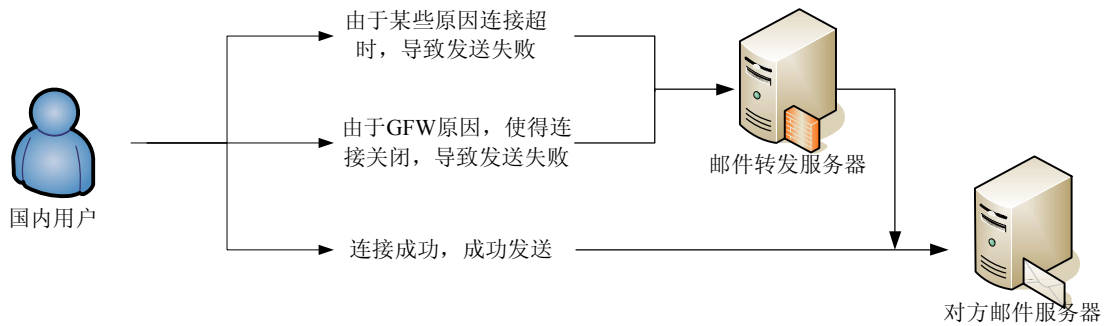 由于某些原因连接超
时，导致发送失败
由于GFW原因，使得连
接关闭，导致发送失败
邮件转发服务器
国内用户
连接成功，成功发送
对方邮件服务器